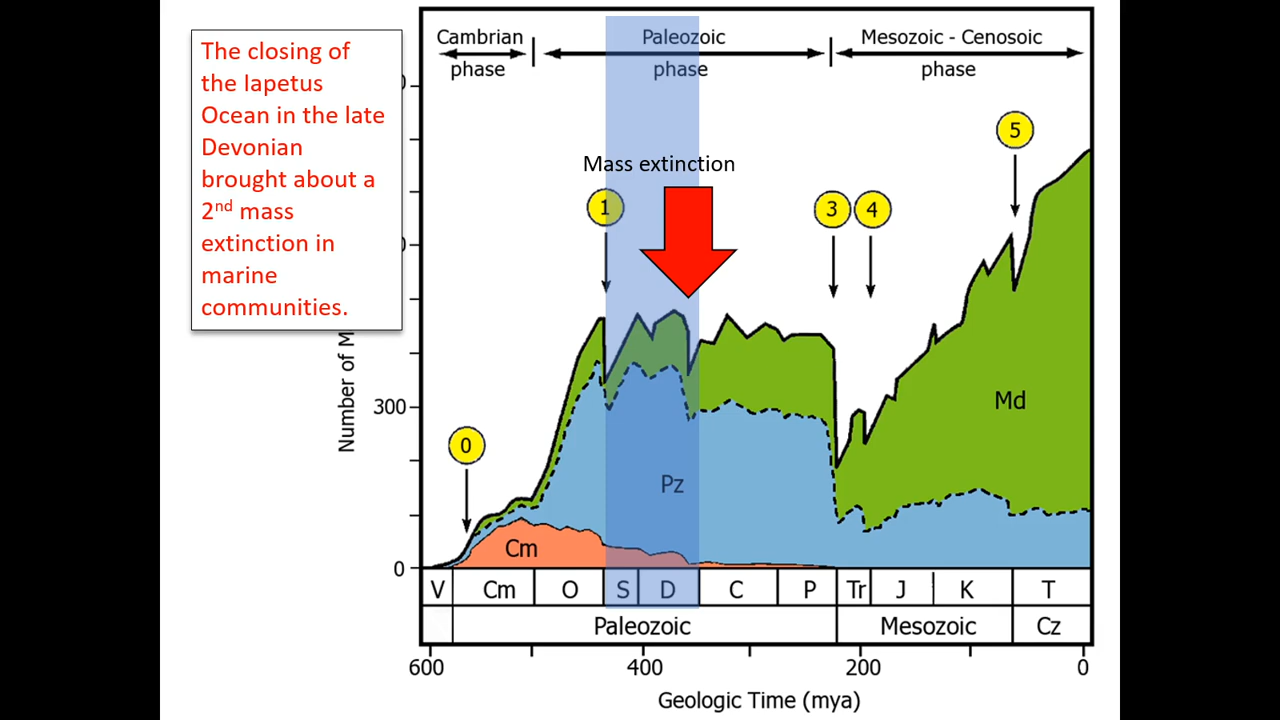 The closing of
the Iapetus
Ocean in the late
Devonian
brought about a
2nd mass
extinction in
marine
communities.
Cambrian
phase
Paleozoic
phase
Mesozoic - Cenosoic
phase
Mass extinction
0
1
3
4
5
Number of M
300
0
Cm
Pz
Md
V Cm O S D C P Tr J K T
Paleozoic Mesozoic Cz
600 400 200 0
Geologic Time (mya)